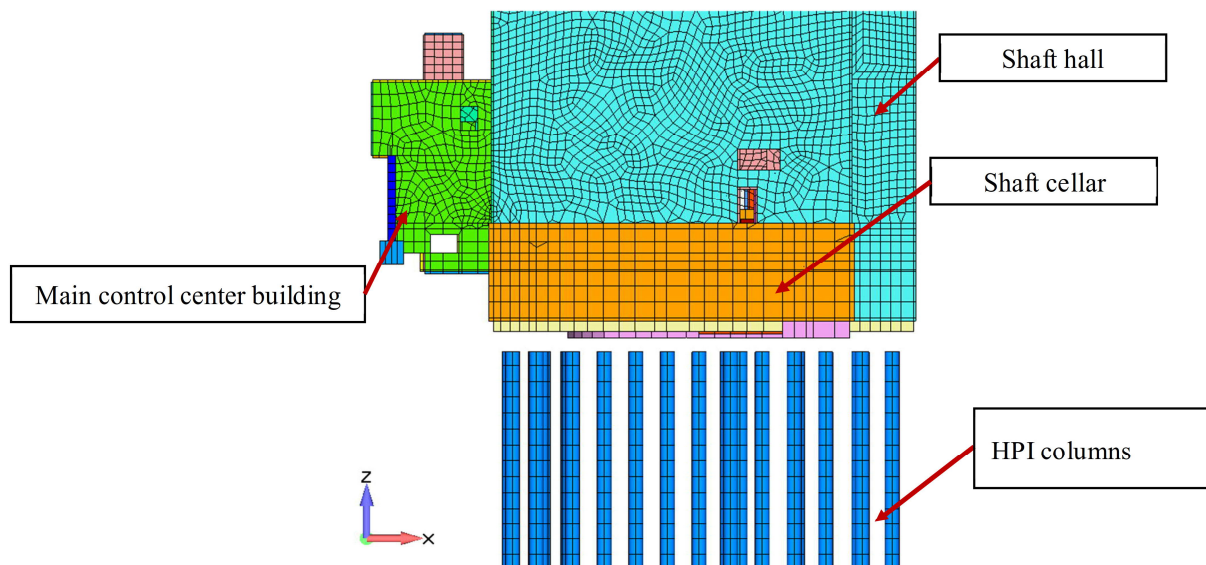 Shaft hall
Shaft cellar
Main control center building
HPI columns
Z
X